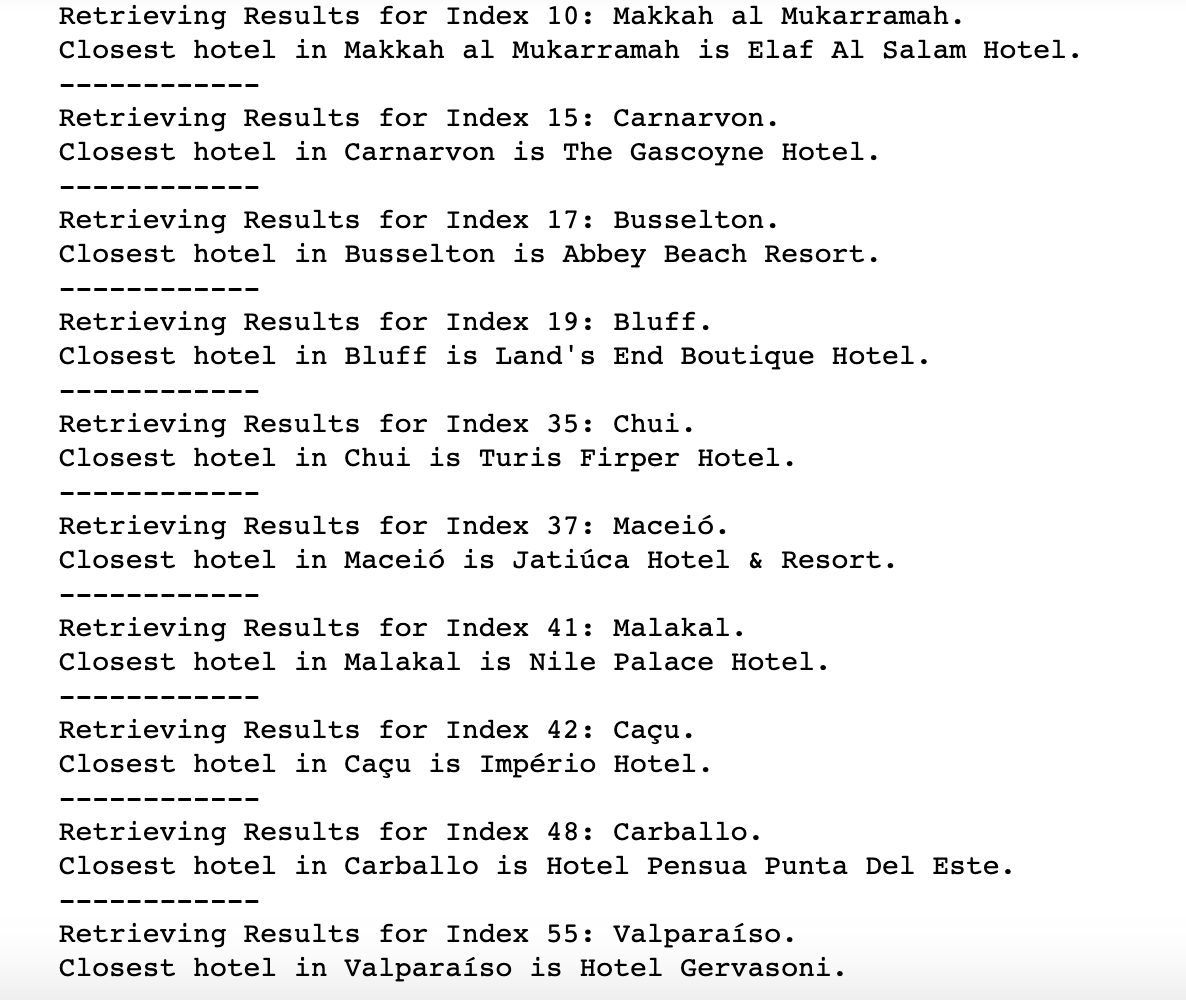 Retrieving Results for Index 10: Makkah al Mukarramah.
Closest hotel in Makkah al Mukarramah is Elaf Al Salam Hotel.
------------
Retrieving Results for Index 15: Carnarvon.
Closest hotel in Carnarvon is The Gascoyne Hotel.
------------
Retrieving Results for Index 17: Busselton.
Closest hotel in Busselton is Abbey Beach Resort.
------------
Retrieving Results for Index 19: Bluff.
Closest hotel in Bluff is Land's End Boutique Hotel.
------------
Retrieving Results for Index 35: Chui.
Closest hotel in Chui is Turis Firper Hotel.
------------
Retrieving Results for Index 37: Maceió.
Closest hotel in Maceió is Jatiúca Hotel & Resort.
------------
Retrieving Results for Index 41: Malakal.
Closest hotel in Malakal is Nile Palace Hotel.
------------
Retrieving Results for Index 42: Caçu.
Closest hotel in Caçu is Império Hotel.
------------
Retrieving Results for Index 48: Carballo.
Closest hotel in Carballo is Hotel Pensua Punta Del Este.
------------
Retrieving Results for Index 55: Valparaíso.
Closest hotel in Valparaíso is Hotel Gervasoni.